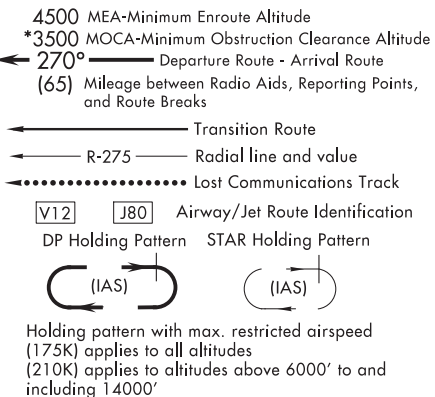 4500 MEA-Minimum Enroute Altitude
*3500 MOCA-Minimum Obstruction Clearance Altitude
270° Departure Route - Arrival Route
(65) Mileage between Radio Aids, Reporting Points,
and Route Breaks
Transition Route
R-275 Radial line and value
Lost Communications Track
V12 J80 Airway/Jet Route Identification
DP Holding Pattern STAR Holding Pattern
(IAS) (IAS)
Holding pattern with max. restricted airspeed
(175K) applies to all altitudes
(210K) applies to altitudes above 6000′ to and
including 14000′